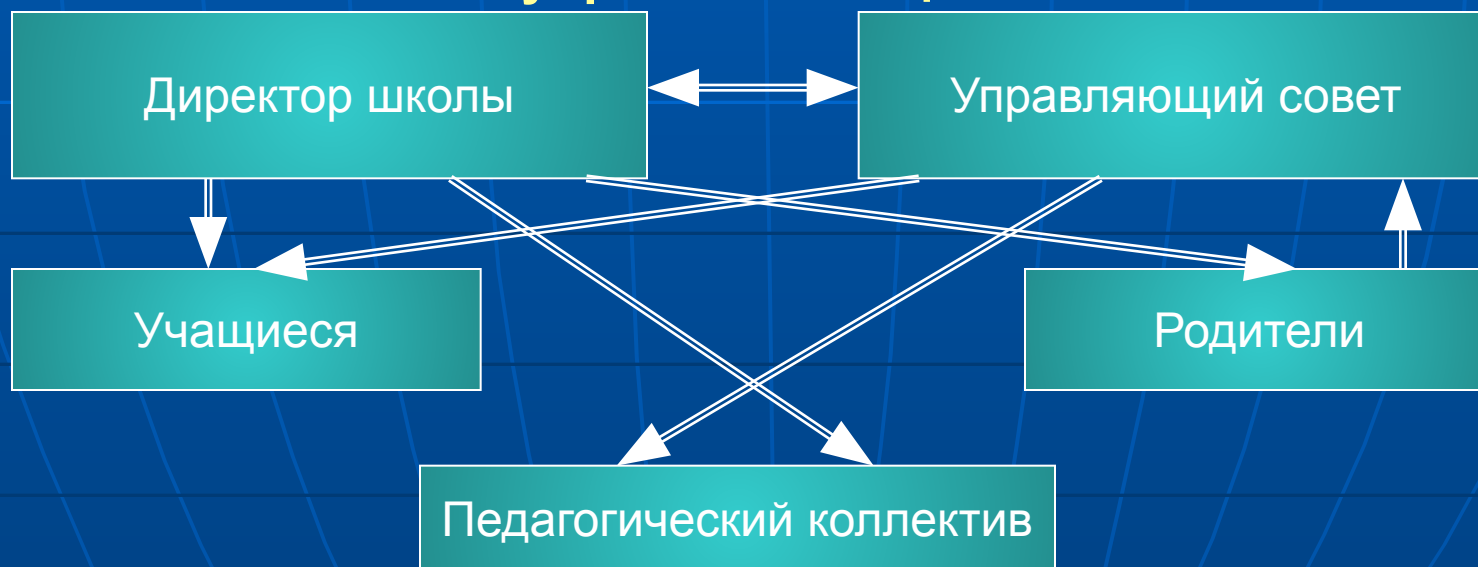 Директор школы
Управляющий совет
Учащиеся
Родители
Педагогический коллектив